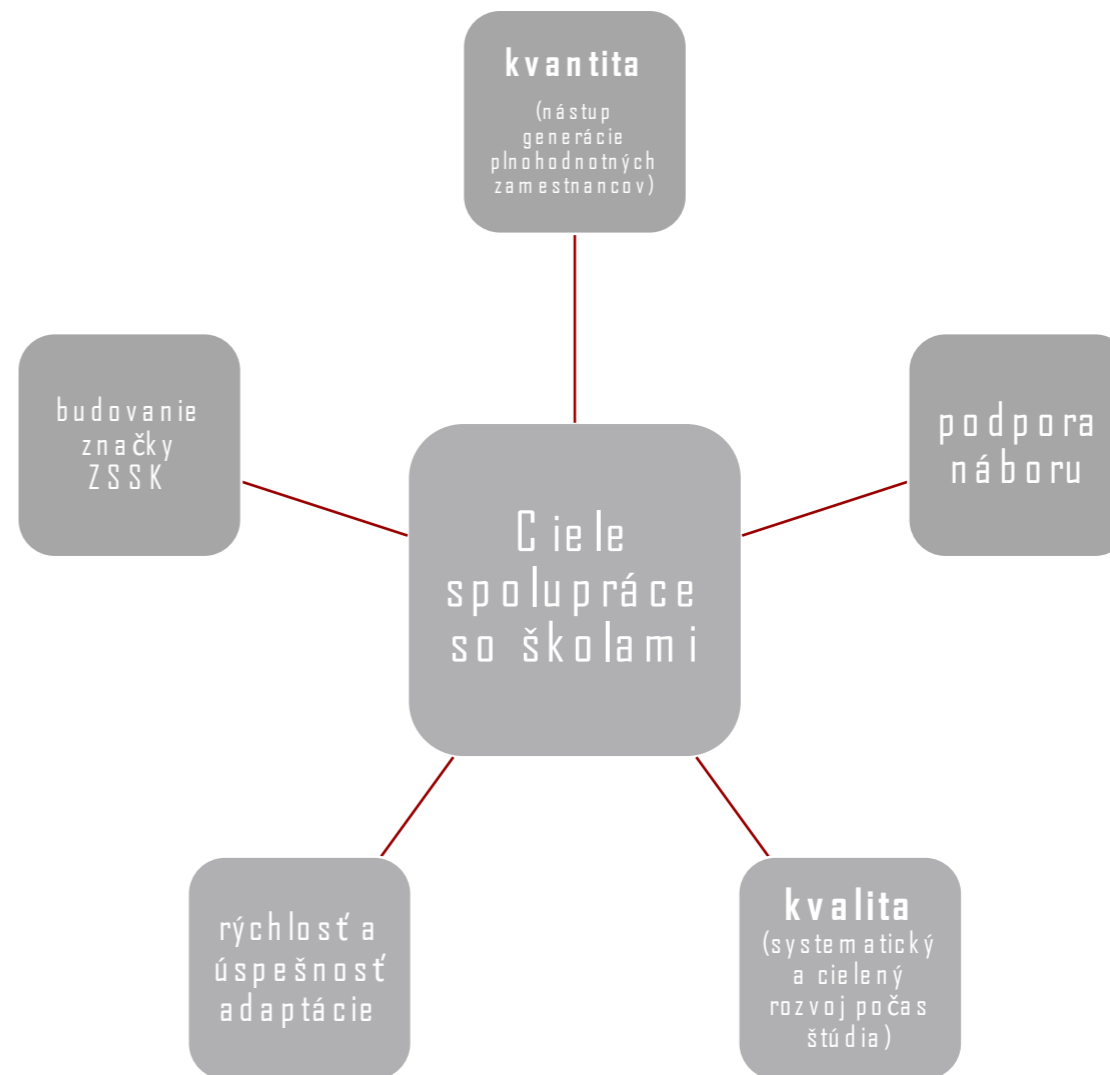 kvantita
(nástup
generácie
plnohodnotných
zamestnancov)
budovanie
značky
ZSSK
podpora
náboru
Ciele
spolupráce
so školami
rýchlosť a
úspešnosť
adaptácie
kvalita
(systematický
a cielený
rozvoj počas
štúdia)